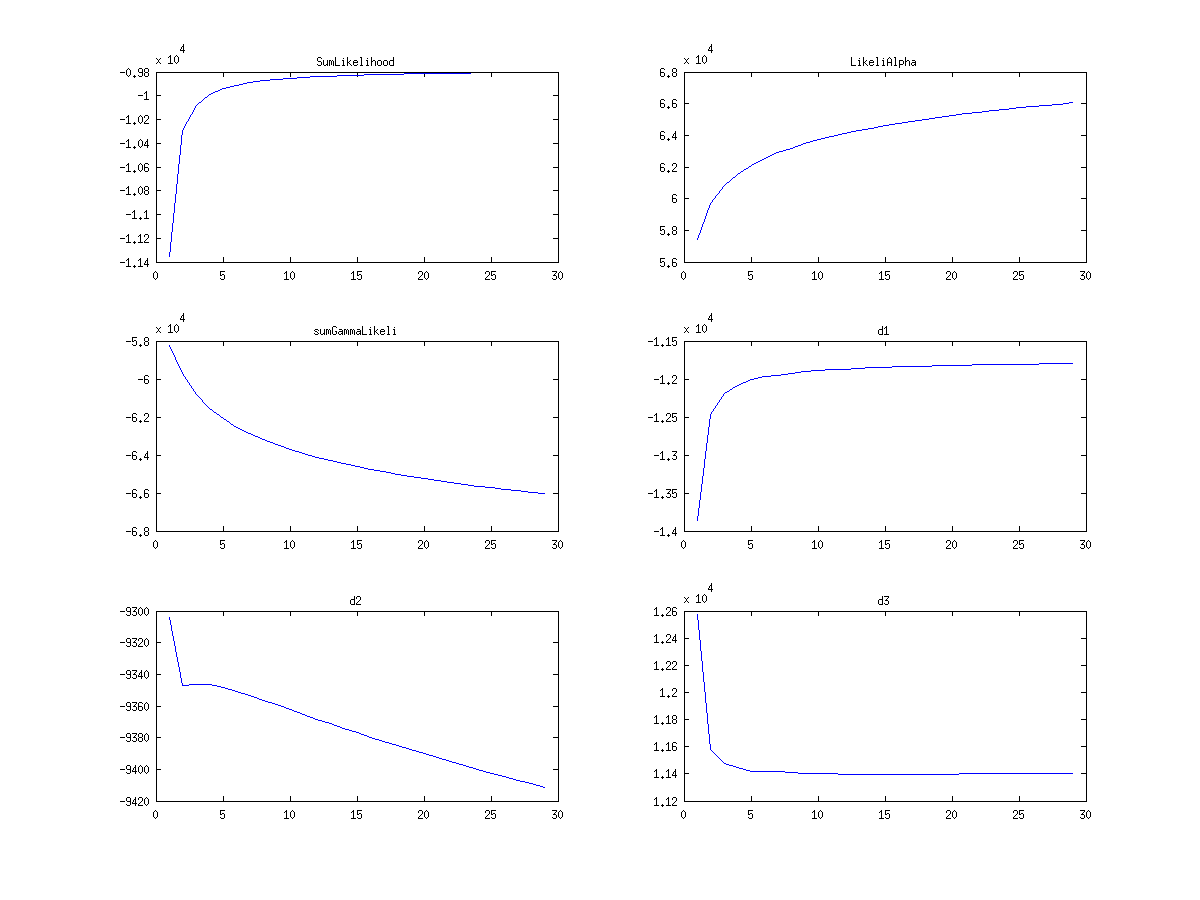 x 10 4
SumLikelihood
-0.98
-1
-1.02
-1.04
-1.06
-1.08
-1.1
-1.12
-1.14
0 5 10 15 20 25 30
x 10 4
LikeliAlpha
6.8
6.6
6.4
6.2
6
5.8
5.6
0 5 10 15 20 25 30
x 10 4
sumGammaLikeli
-5.8
-6
-6.2
-6.4
-6.6
-6.8
0 5 10 15 20 25 30
x 10 4
d1
-1.15
-1.2
-1.25
-1.3
-1.35
-1.4
0 5 10 15 20 25 30
d2
-9300
-9320
-9340
-9360
-9380
-9400
-9420
0 5 10 15 20 25 30
x 10 4
d3
1.26
1.24
1.22
1.2
1.18
1.16
1.14
1.12
0 5 10 15 20 25 30